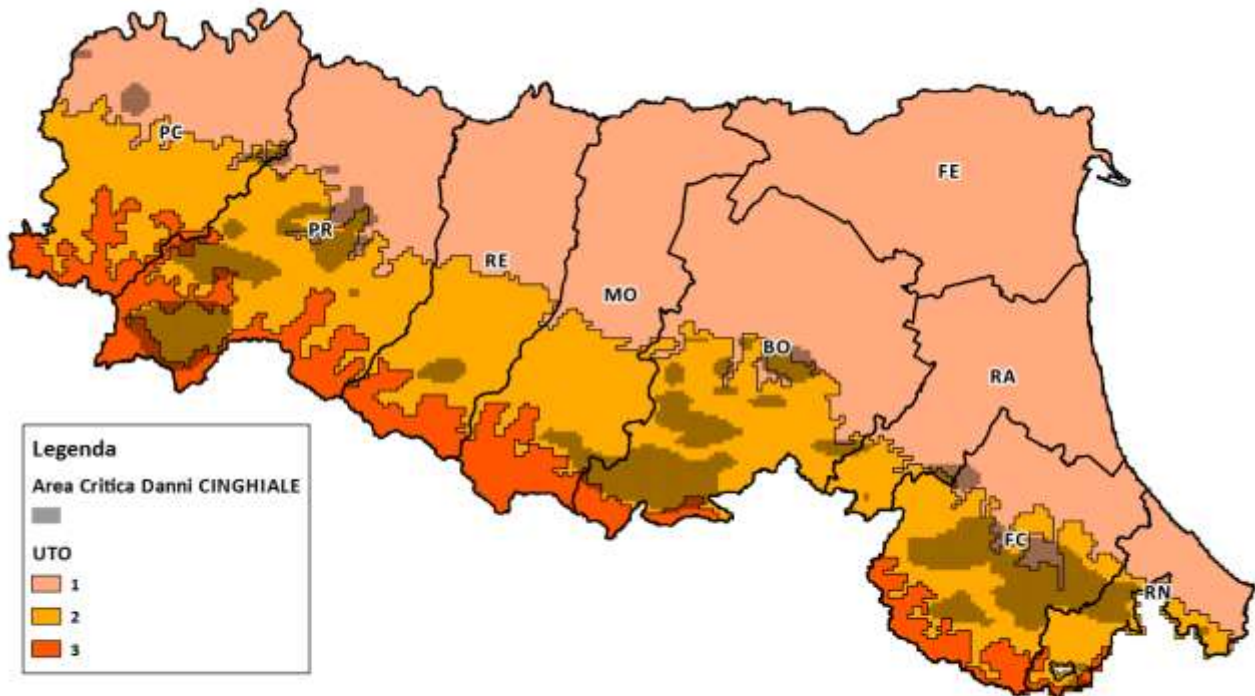 PC
PR
RE
MO
BO
FE
RA
FC
RN
Legenda
Area Critica Danni CINGHIALE
UTO
1
2
3